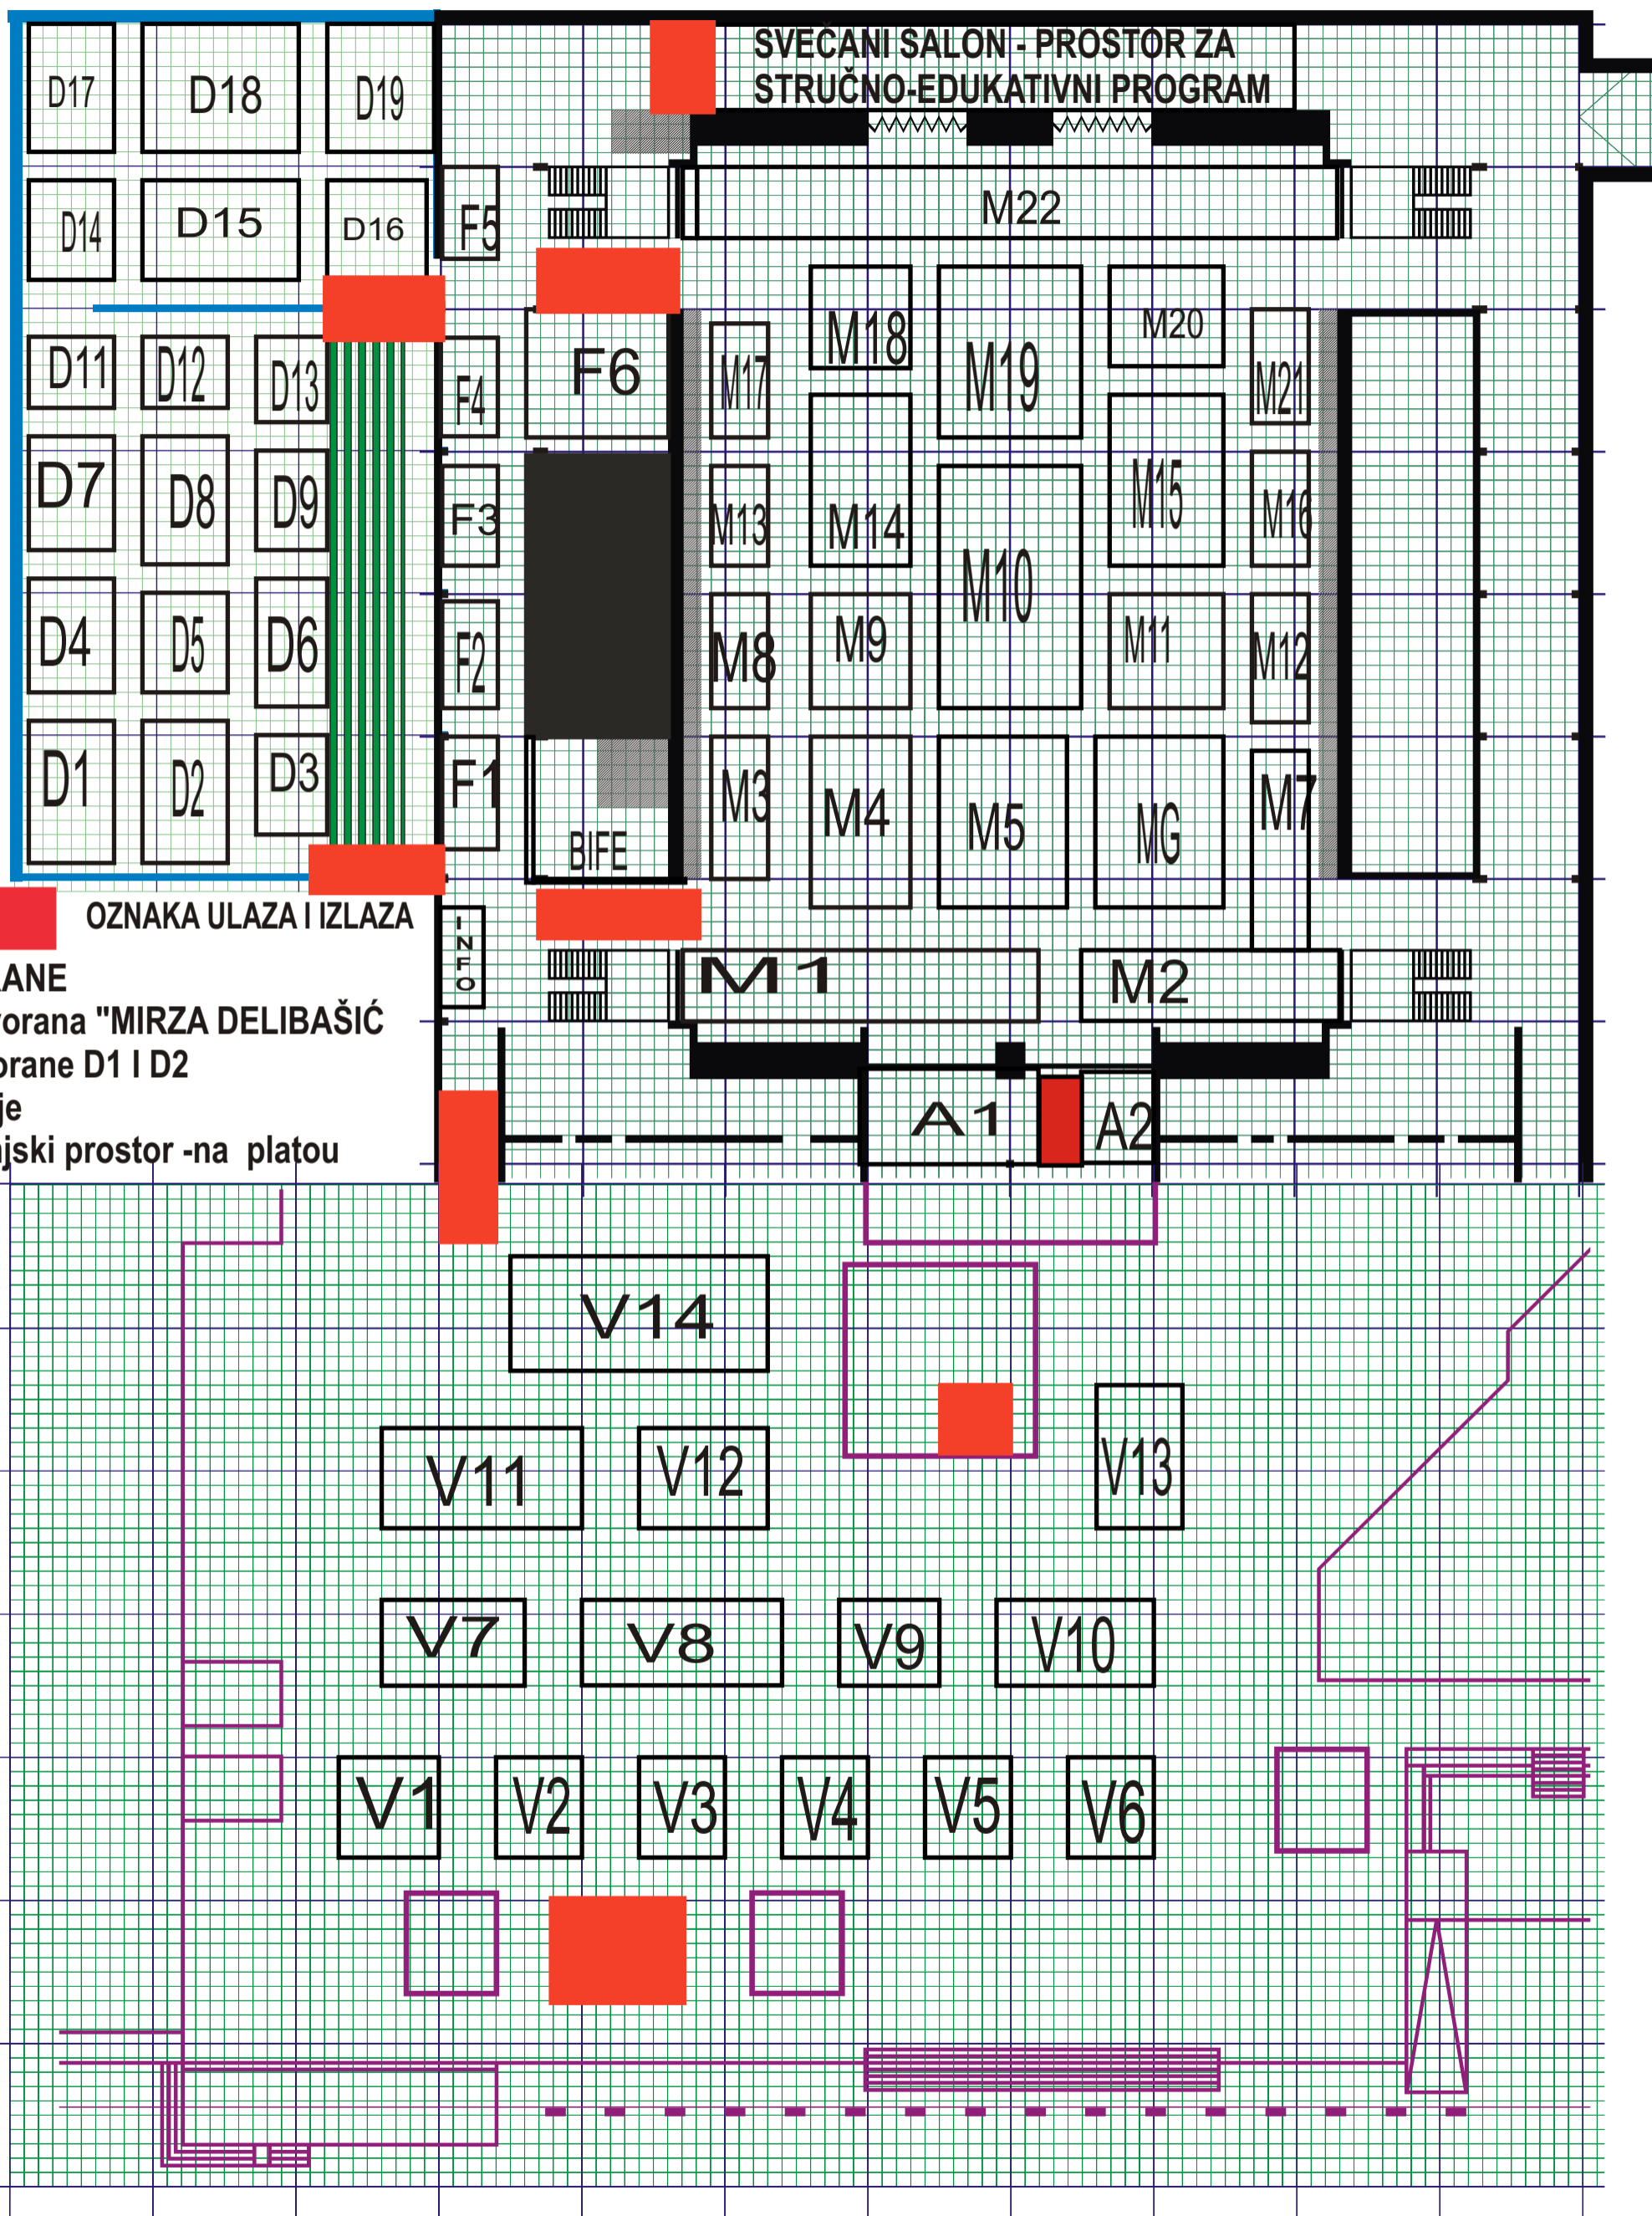 SVEČANI SALON - PROSTOR ZA
STRUČNO-EDUKATIVNI PROGRAM
D17 D18 D19
D14 D15 D16
F5
M22
D11 D12 D13
F4
F6
M17
M18
M19
M20
M21
D7 D8 D9
F3
M13
M14
M10
M15
M16
D4 D5 D6
F2
M8
M9
M11
M12
D1 D2 D3
F1
BIFE
M3
M4
M5
MG
M7
OZNAKA ULAZA I IZLAZA
INFO
M1
M2
ANE
orana "MIRZA DELIBAŠIĆ
orane D1 I D2
je
jski prostor -na platou
A1
A2
V14
V11 V12 V13
V7 V8 V9 V10
V1 V2 V3 V4 V5 V6